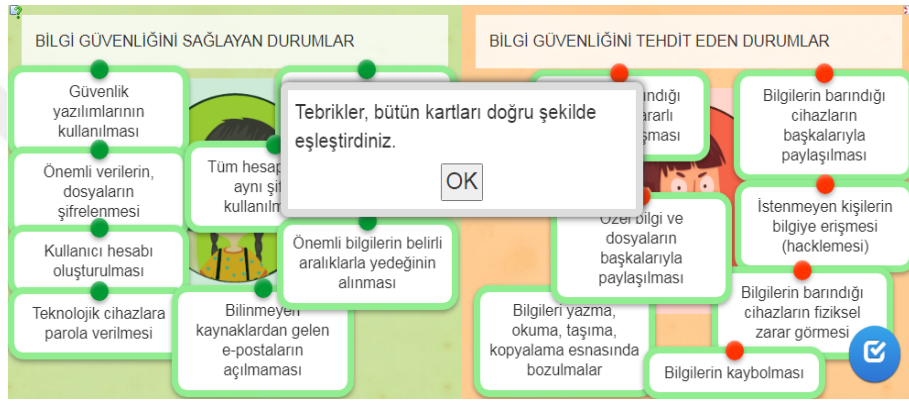 BİLGİ GÜVENLİĞİNİ SAĞLAYAN DURUMLAR
Güvenlik
yazılımlarının
kullanılması
Önemli verilerin,
dosyaların
şifrelenmesi
Kullanıcı hesabı
oluşturulması
Teknolojik cihazlara
parola verilmesi
Tüm
aynı
Önemli bilgilerin belirli
aralıklarla yedeğinin
alınması
Bilinmeyen
kaynaklardan gelen
e-postaların
açılmaması
Tebrikler, bütün kartları doğru şekilde
eşleştirdiniz.
OK
BİLGİ GÜVENLİĞİNİ TEHDİT EDEN DURUMLAR
Bilgilerin barındığı
cihazların
başkalarıyla
paylaşılması
Özel bilgi ve
dosyaların
başkalarıyla
paylaşılması
İstenmeyen kişilerin
bilgiye erişmesi
(hacklemesi)
Bilgilerin barındığı
cihazların fiziksel
zarar görmesi
Bilgileri yazma,
okuma, taşıma,
kopyalama esnasında
bozulmalar
Bilgilerin kaybolması